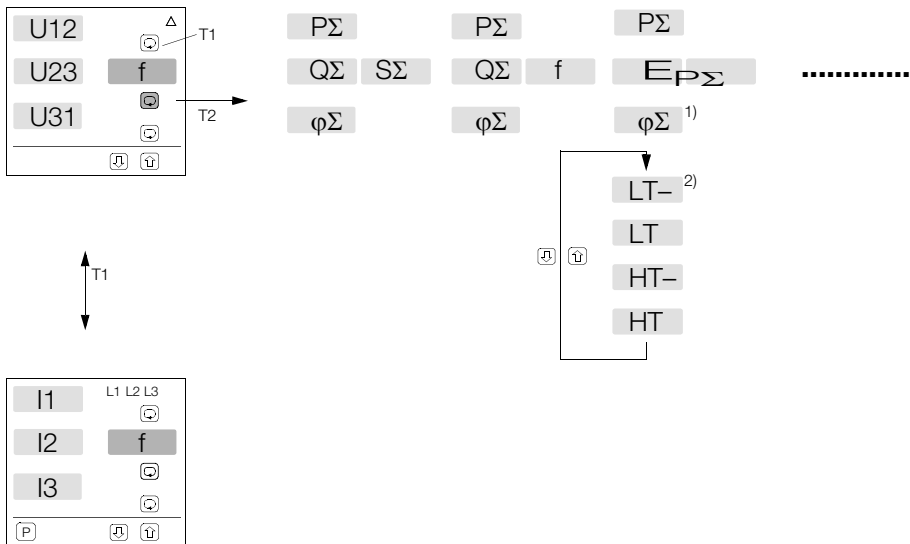 U12 △ T1 PΣ PΣ PΣ
U23 f QΣ SΣ QΣ f E PΣ
U31 T2 φΣ φΣ φΣ 1)
LT– 2)
LT
T1 HT–
HT
I1 L1 L2 L3
I2 f
I3
P